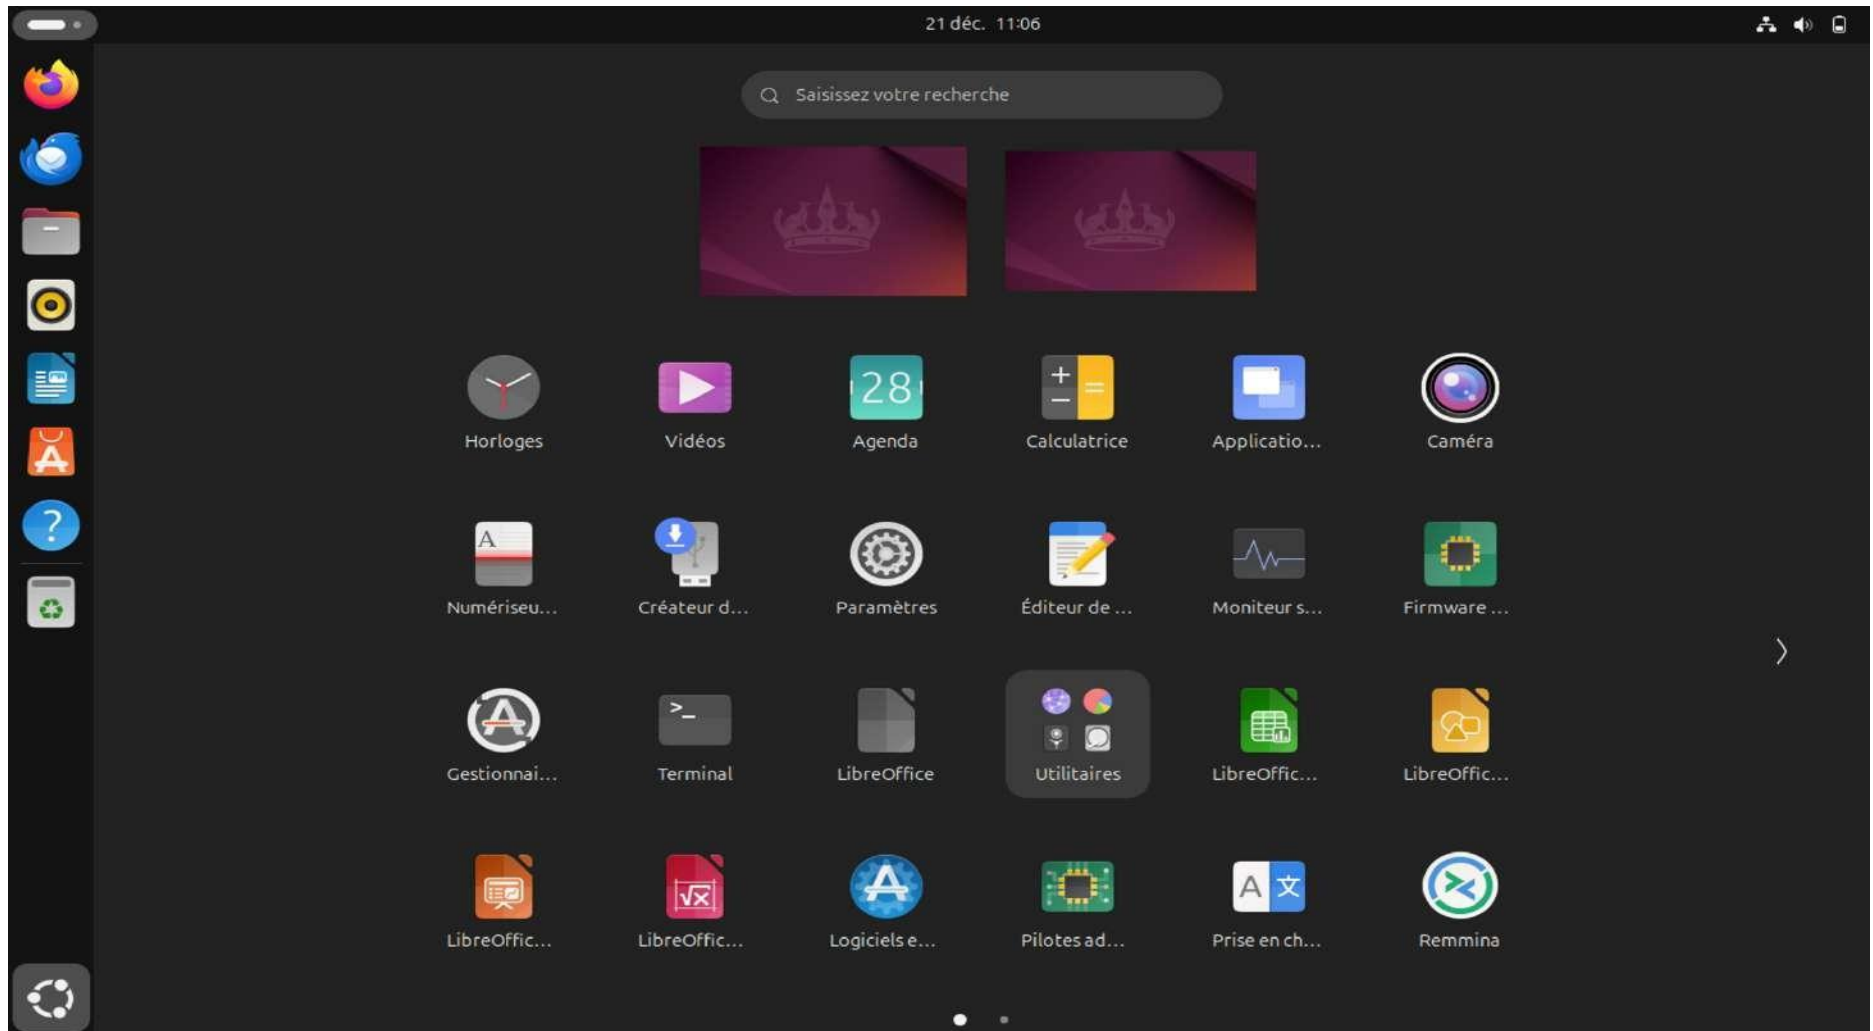 21 déc. 11:06
Saisissez votre recherche
28
Horloges
Vidéos
Agenda
Calculatrice
Applicatio...
Caméra
A
Numériseu...
Créateur d...
Paramètres
Éditeur de ...
Moniteur s...
Firmware ...
>_
Gestionnai...
Terminal
LibreOffice
Utilitaires
LibreOffic...
LibreOffic...
√x
A 文
LibreOffic...
LibreOffic...
Logiciels e...
Pilotes ad...
Prise en ch...
Remmina